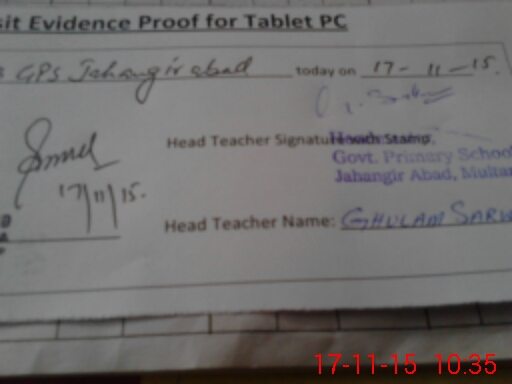 sit Evidence Proof for Tablet PC
GPS Jahangir abad today on 17-11-15.
Head Teacher Signature with Stamp.
Govt. Primary School
Jahangir Abad, Multan
17/11/15.
Head Teacher Name: GHULAM SARW
17-11-15 10.35